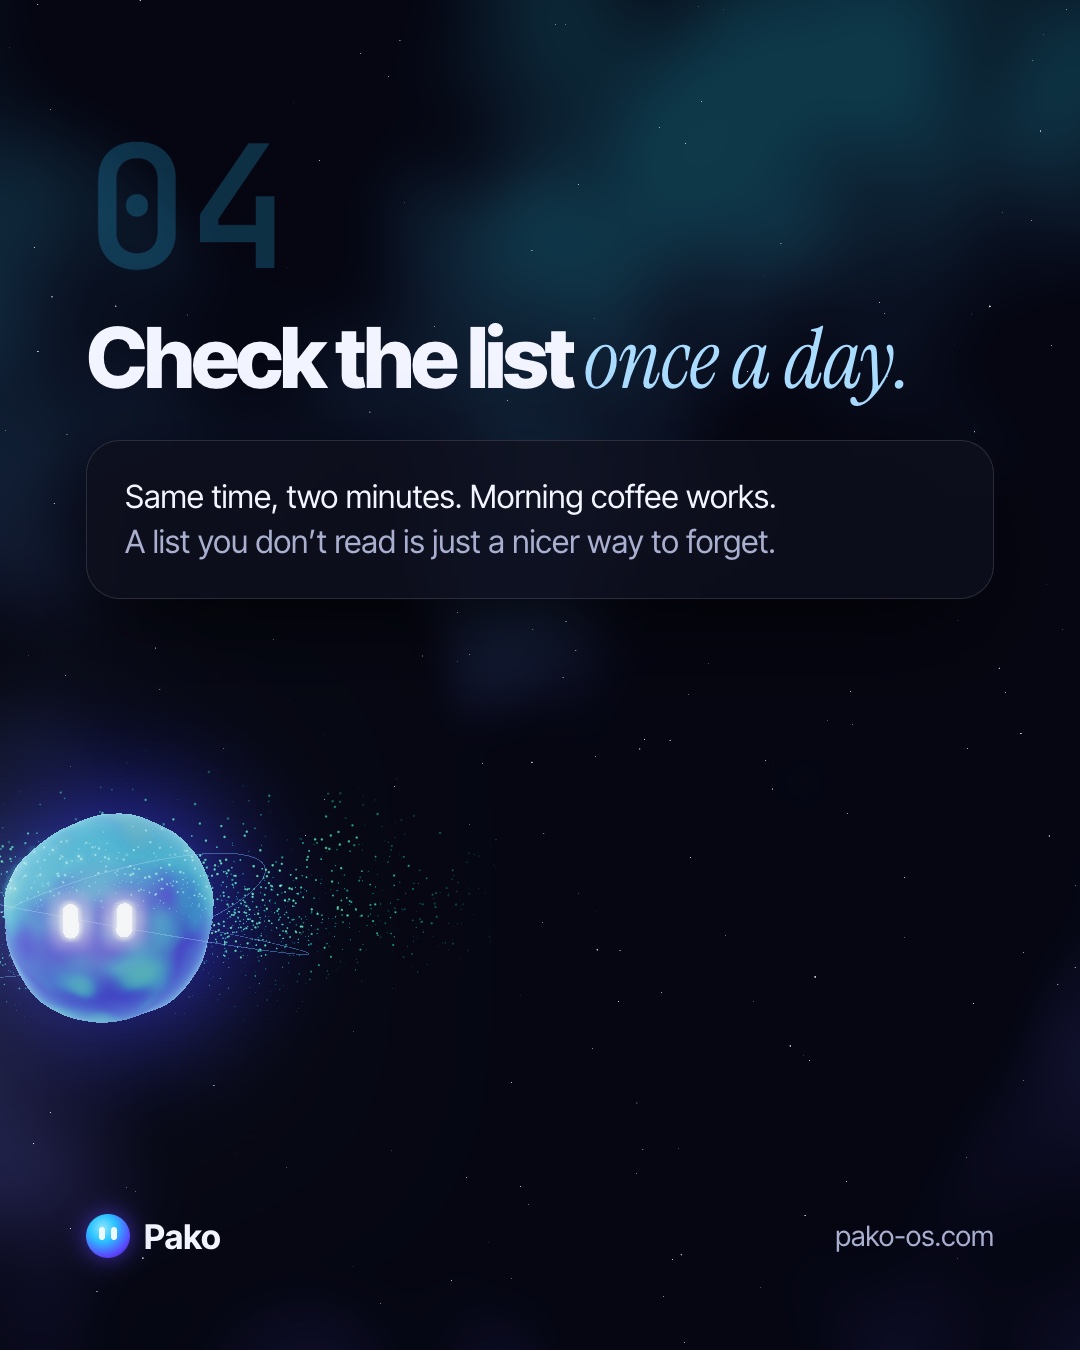 04
Check the list once a day.
Same time, two minutes. Morning coffee works.
A list you don’t read is just a nicer way to forget.
Pako
pako-os.com